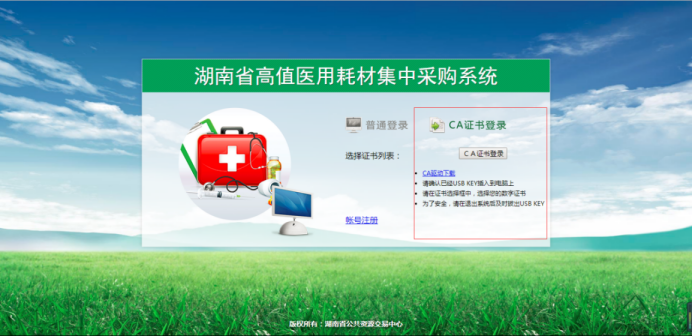 湖南省高值医用耗材集中采购系统
普通登录
CA证书登录
选择证书列表：
CA证书登录
CA驱动下载
请确认已经USB KEY插入到电脑上
请在证书选择框中，选择您的数字证书
为了安全，请在退出系统后及时拔出USB KEY
帐号注册
版权所有：湖南省公共资源交易中心